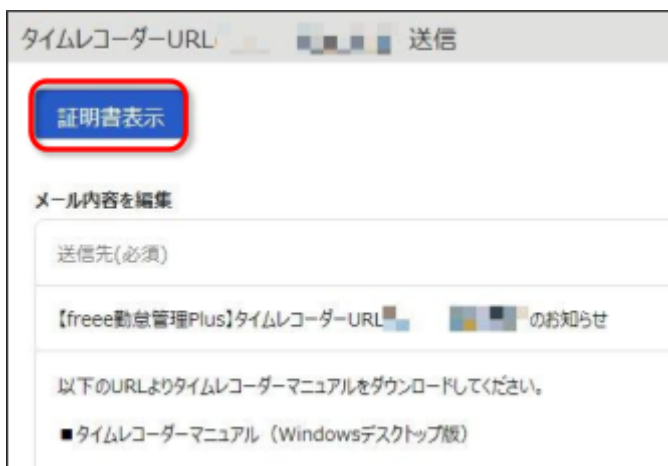 タイムレコーダーURL 送信
証明書表示
メール内容を編集
送信先(必須)
【freee勤怠管理Plus】タイムレコーダーURL のお知らせ
以下のURLよりタイムレコーダーマニュアルをダウンロードしてください。
■タイムレコーダーマニュアル（Windowsデスクトップ版）